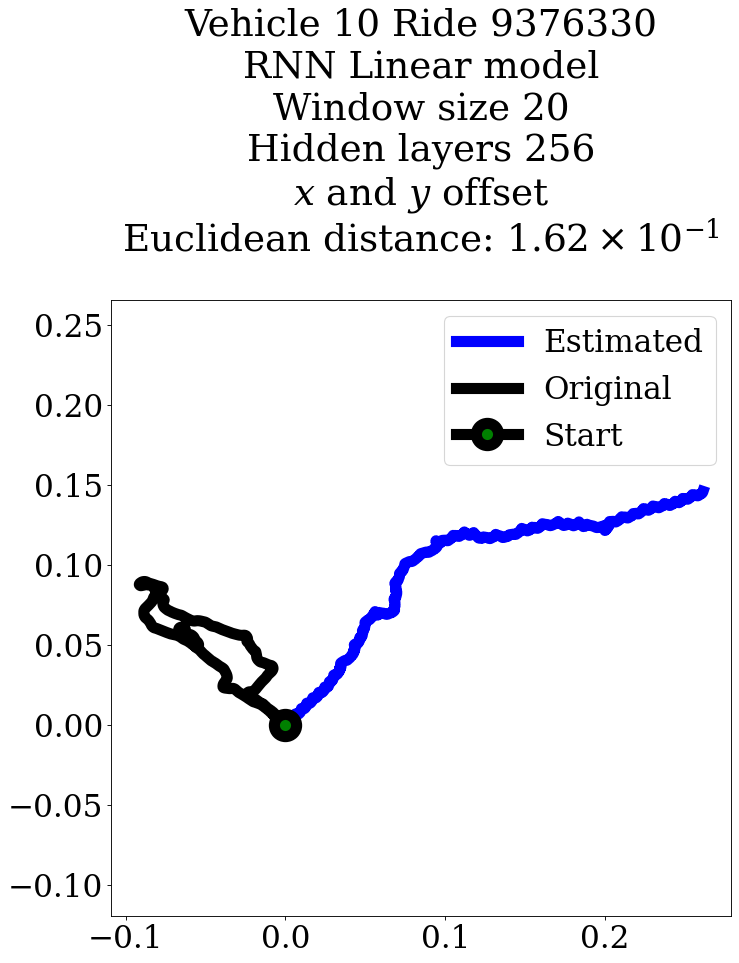 Vehicle 10 Ride 9376330
RNN Linear model
Window size 20
Hidden layers 256
x and y offset
Euclidean distance: 1.62 × 10⁻¹
Estimated
Original
Start
0.25
0.20
0.15
0.10
0.05
0.00
−0.05
−0.10
−0.1 0.0 0.1 0.2